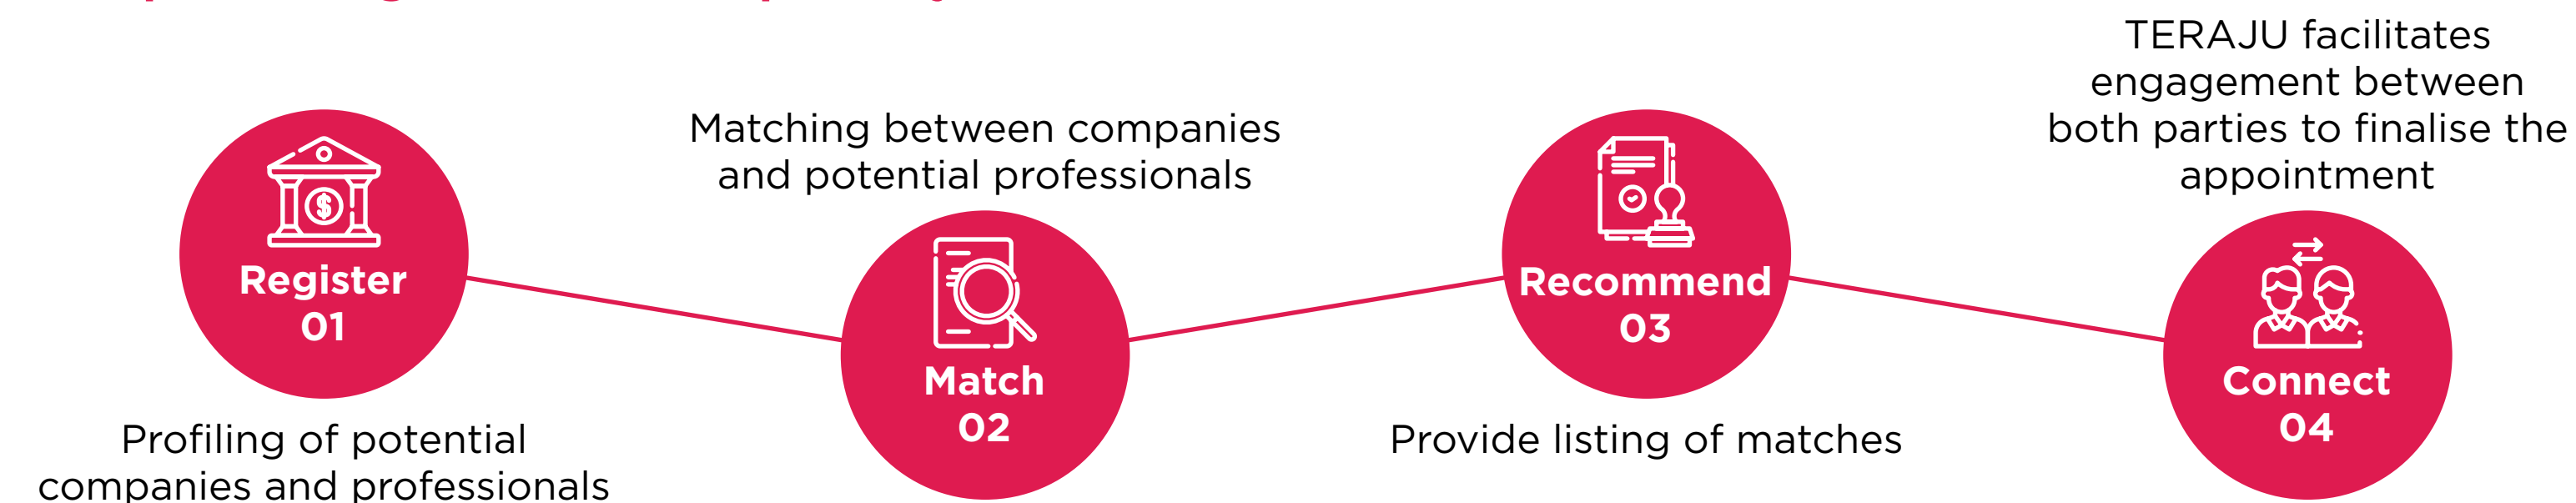 Register
01
Profiling of potential
companies and professionals
Matching between companies
and potential professionals
Match
02
Recommend
03
Provide listing of matches
TERAJU facilitates
engagement between
both parties to finalise the
appointment
Connect
04